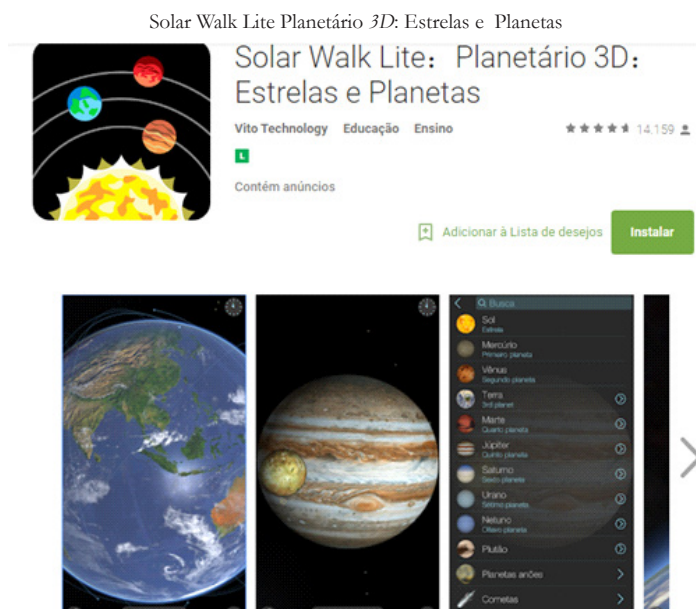 Solar Walk Lite Planetário 3D: Estrelas e Planetas
Solar Walk Lite: Planetário 3D:
Estrelas e Planetas
Vito Technology Educação Ensino 14.159
L
Contém anúncios
Adicionar à Lista de desejos Instalar
Busca
Sol
Estrela
Mercúrio
Primeiro planeta
Vênus
Segundo planeta
Terra
3rd planet
Marte
Quarto planeta
Júpiter
Quinto planeta
Saturno
Sexto planeta
Urano
Sétimo planeta
Netuno
Oitavo planeta
Plutão
Planetas anões
Cometas